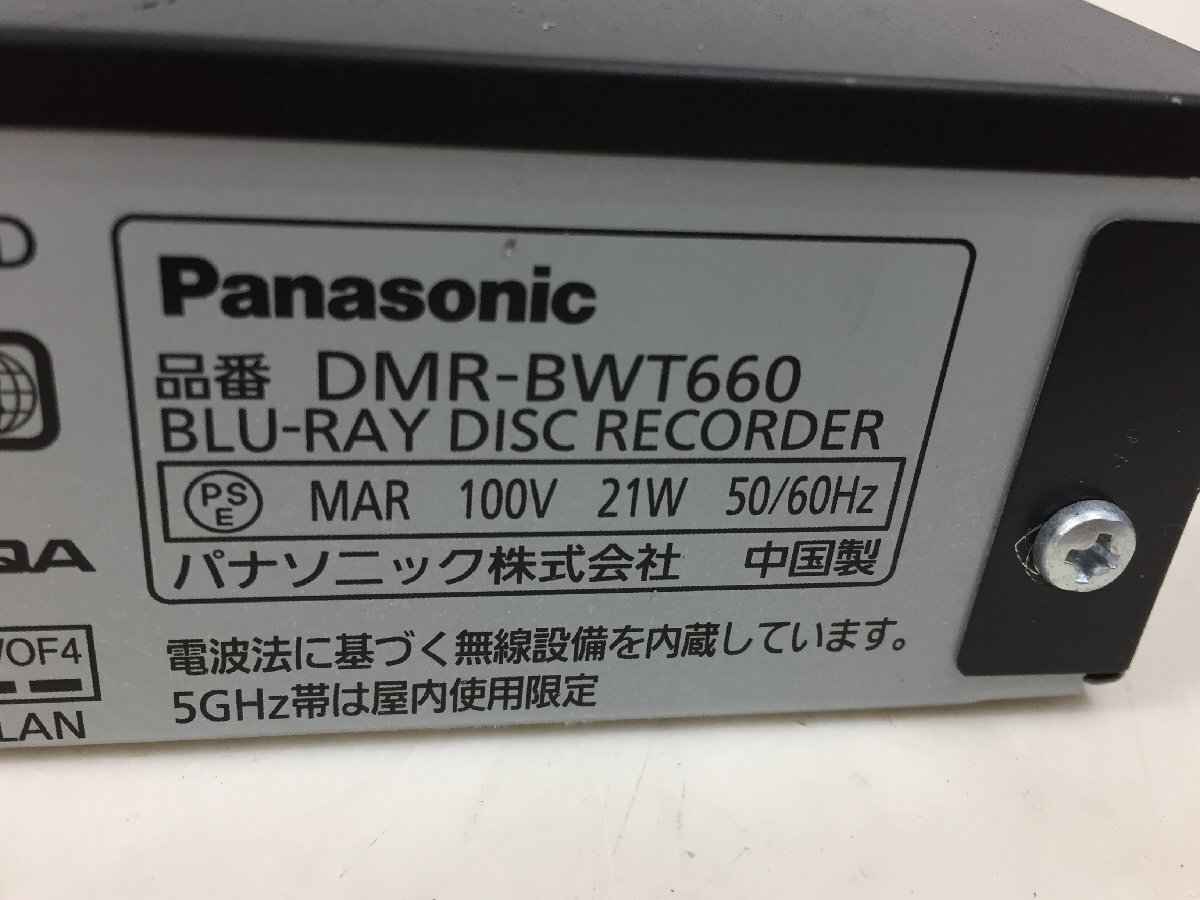 D
Panasonic
品番 DMR-BWT660
BLU-RAY DISC RECORDER
PSE MAR 100V 21W 50/60Hz
パナソニック株式会社 中国製
QA
OF4
LAN
電波法に基づく無線設備を内蔵しています。
5GHz帯は屋内使用限定